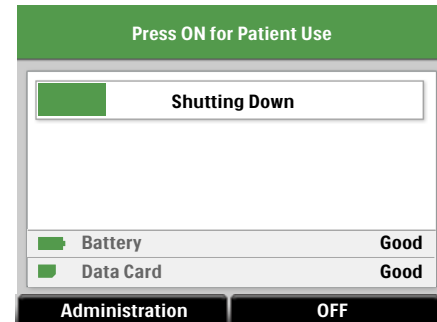 Press ON for Patient Use
Shutting Down
Battery Good
Data Card Good
Administration OFF